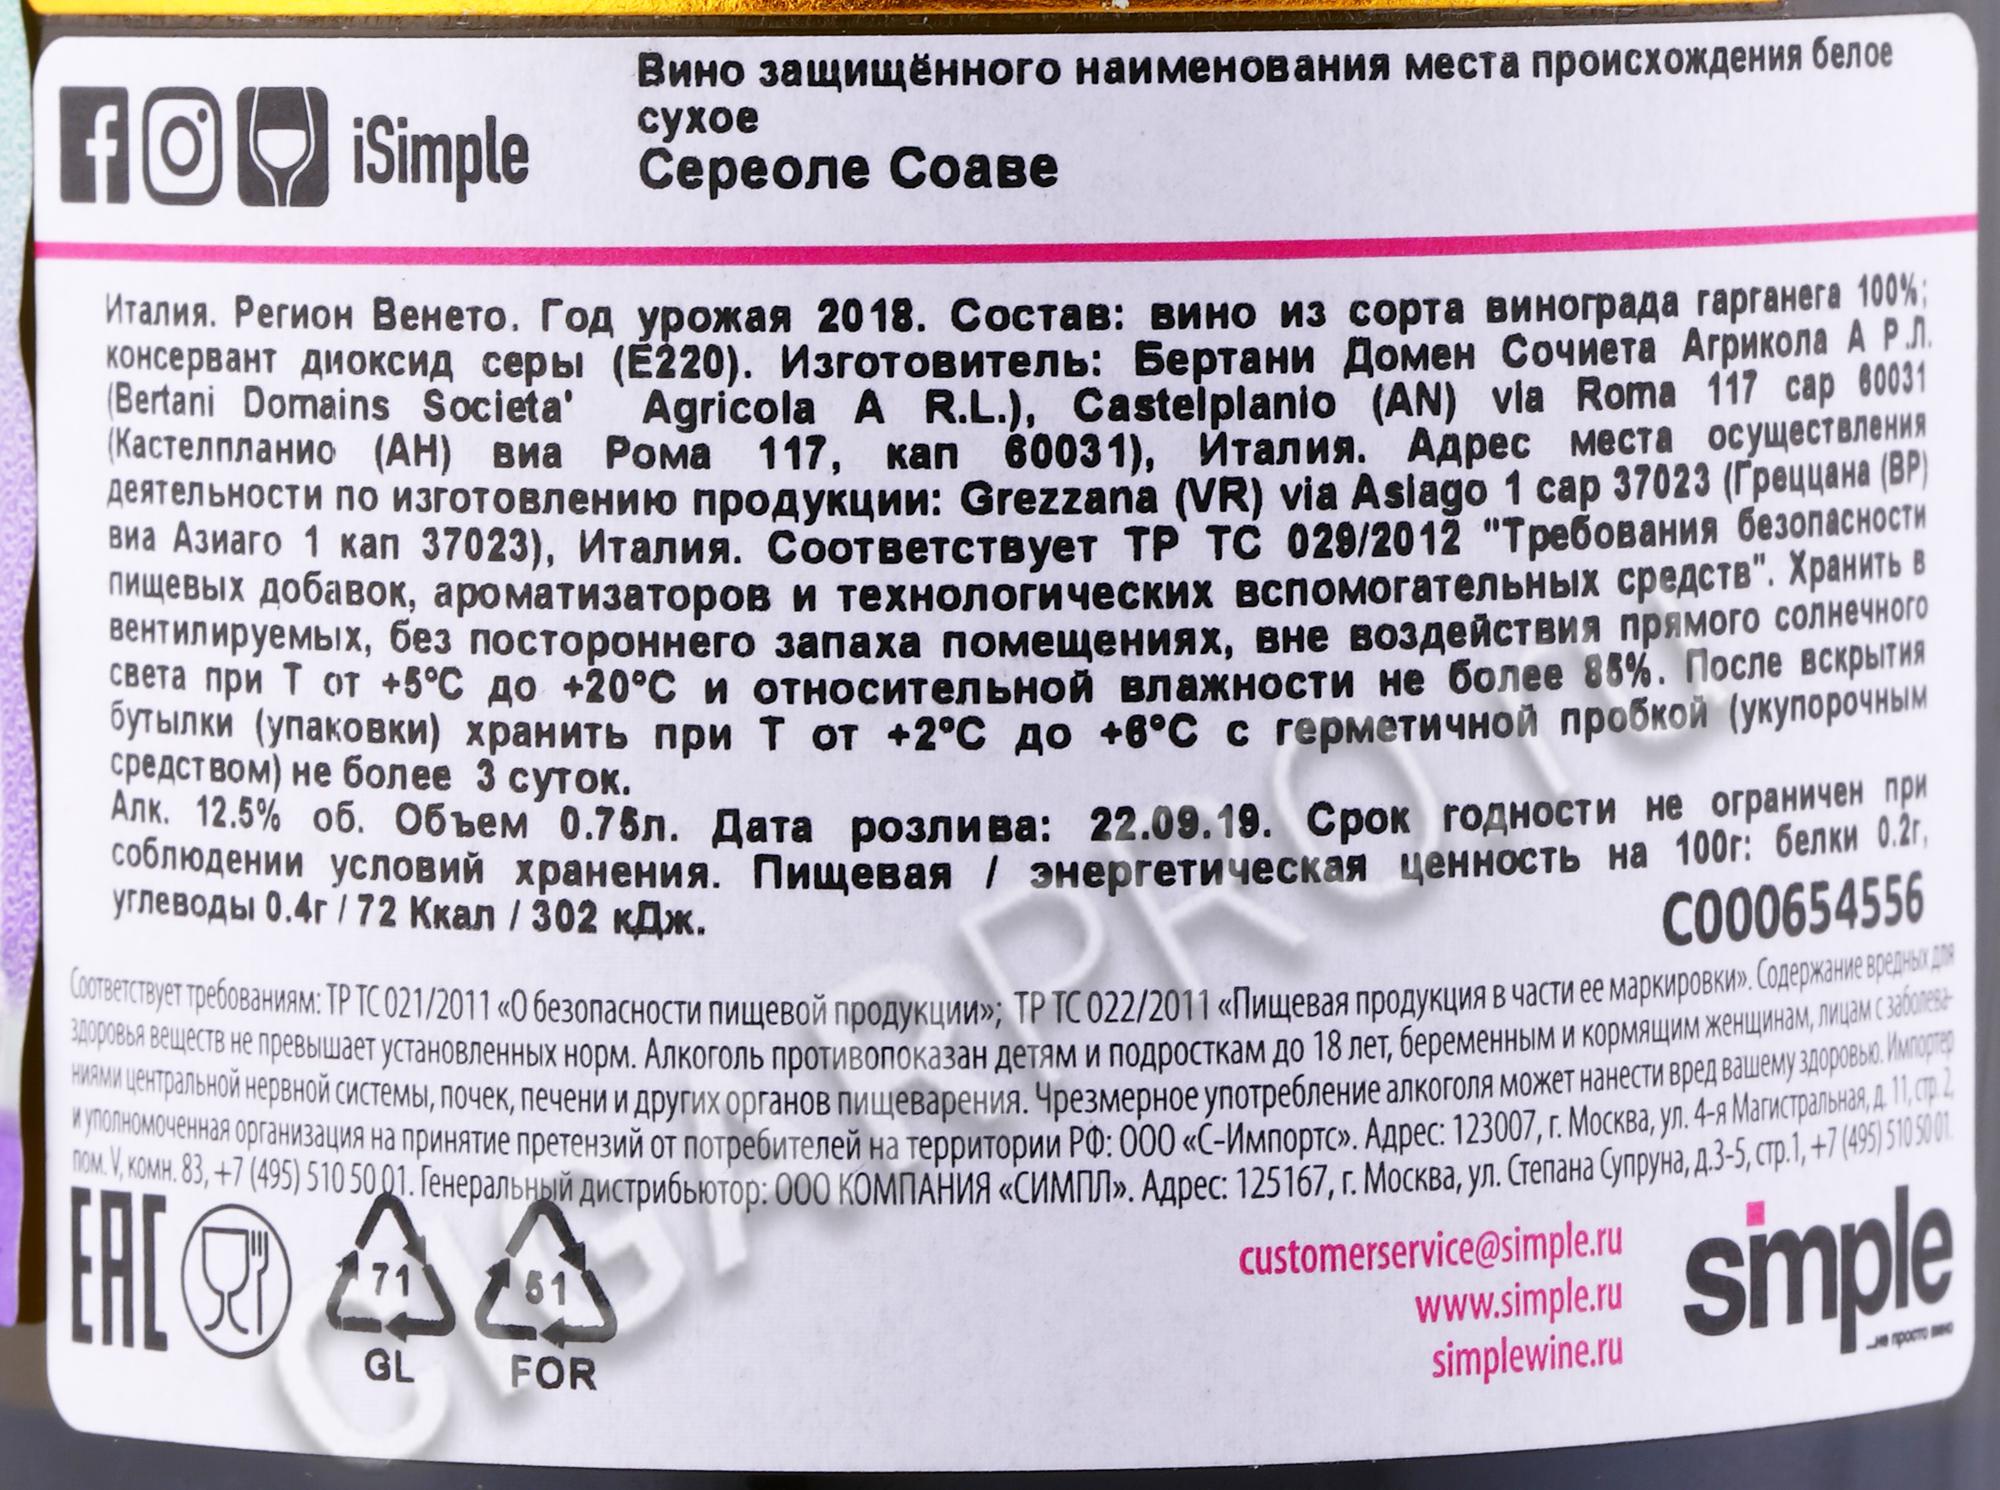 iSimple
Вино защищённого наименования места происхождения белое
сухое
Сереоле Соаве
Италия. Регион Венето. Год урожая 2018. Состав: вино из сорта винограда гарганега 100%;
консервант диоксид серы (Е220). Изготовитель: Бертани Домен Сочиета Агрикола А Р.Л.
(Bertani Domains Societa' Agricola A R.L.), Castelplanio (AN) via Roma 117 cap 60031
(Кастелпланио (АН) виа Рома 117, кап 60031), Италия. Адрес места осуществления
деятельности по изготовлению продукции: Grezzana (VR) via Asiago 1 cap 37023 (Греццана (ВР)
виа Азиаго 1 кап 37023), Италия. Соответствует ТР ТС 029/2012 "Требования безопасности
пищевых добавок, ароматизаторов и технологических вспомогательных средств". Хранить в
вентилируемых, без постороннего запаха помещениях, вне воздействия прямого солнечного
света при Т от +5°С до +20°С и относительной влажности не более 85%. После вскрытия
бутылки (упаковки) хранить при Т от +2°С до +6°С с герметичной пробкой (укупорочным
средством) не более 3 суток.
Алк. 12.5% об. Объем 0.75л. Дата розлива: 22.09.19. Срок годности не ограничен при
соблюдении условий хранения. Пищевая / энергетическая ценность на 100г: белки 0.2г,
углеводы 0.4г / 72 Ккал / 302 кДж.
С000654556
Соответствует требованиям: ТР ТС 021/2011 «О безопасности пищевой продукции»; ТР ТС 022/2011 «Пищевая продукция в части ее маркировки». Содержание вредных для
здоровья веществ не превышает установленных норм. Алкоголь противопоказан детям и подросткам до 18 лет, беременным и кормящим женщинам, лицам с заболева-
ниями центральной нервной системы, почек, печени и других органов пищеварения. Чрезмерное употребление алкоголя может нанести вред вашему здоровью. Импортер
и уполномоченная организация на принятие претензий от потребителей на территории РФ: ООО «С-Импортс». Адрес: 123007, г. Москва, ул. 4-я Магистральная, д. 11, стр. 2,
пом. V, комн. 83, +7 (495) 510 50 01. Генеральный дистрибьютор: ООО КОМПАНИЯ «СИМПЛ». Адрес: 125167, г. Москва, ул. Степана Супруна, д.3-5, стр.1, +7 (495) 510 50 01.
EAC
71
GL
51
FOR
customerservice@simple.ru
www.simple.ru
simplewine.ru
simple
...не просто вино
CIGARPRO.ru